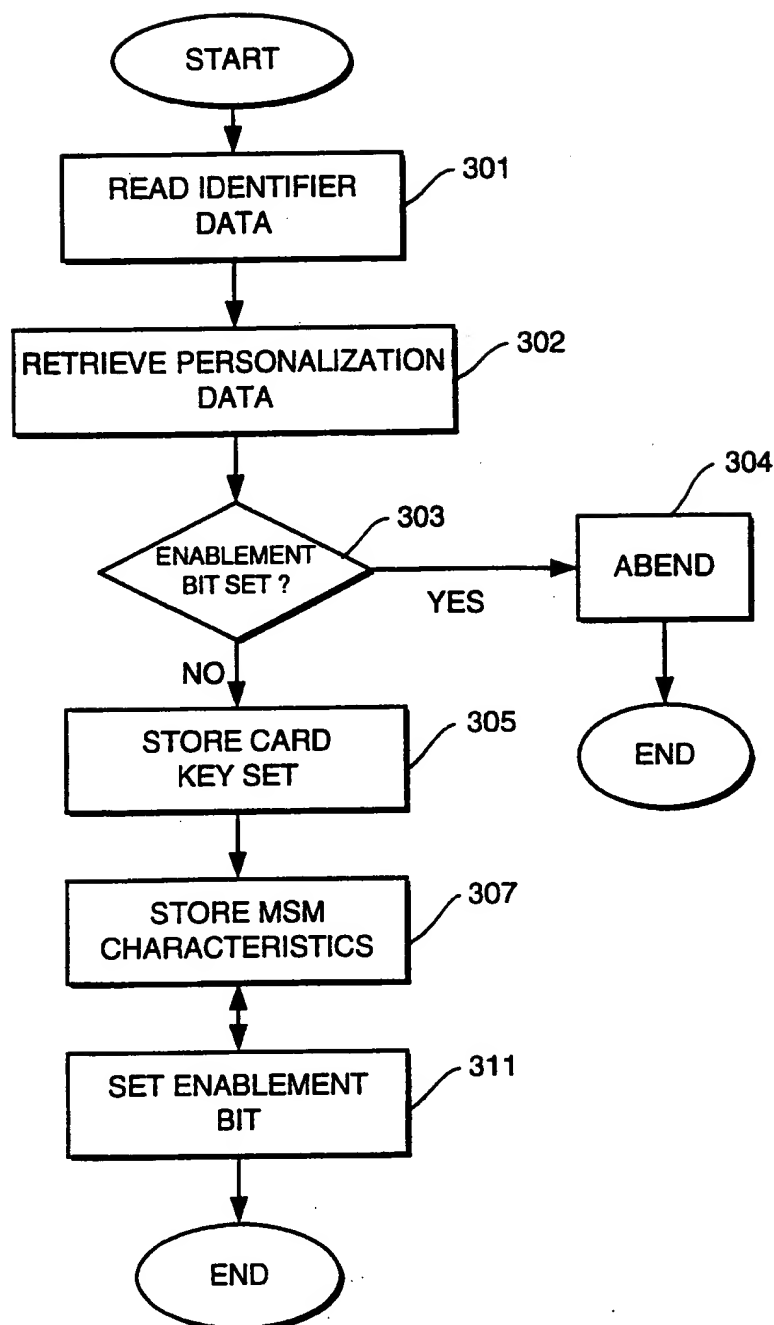 START
READ IDENTIFIER
DATA
301
RETRIEVE PERSONALIZATION
DATA
302
ENABLEMENT
BIT SET ?
303
YES
304
ABEND
END
NO
STORE CARD
KEY SET
305
STORE MSM
CHARACTERISTICS
307
SET ENABLEMENT
BIT
311
END